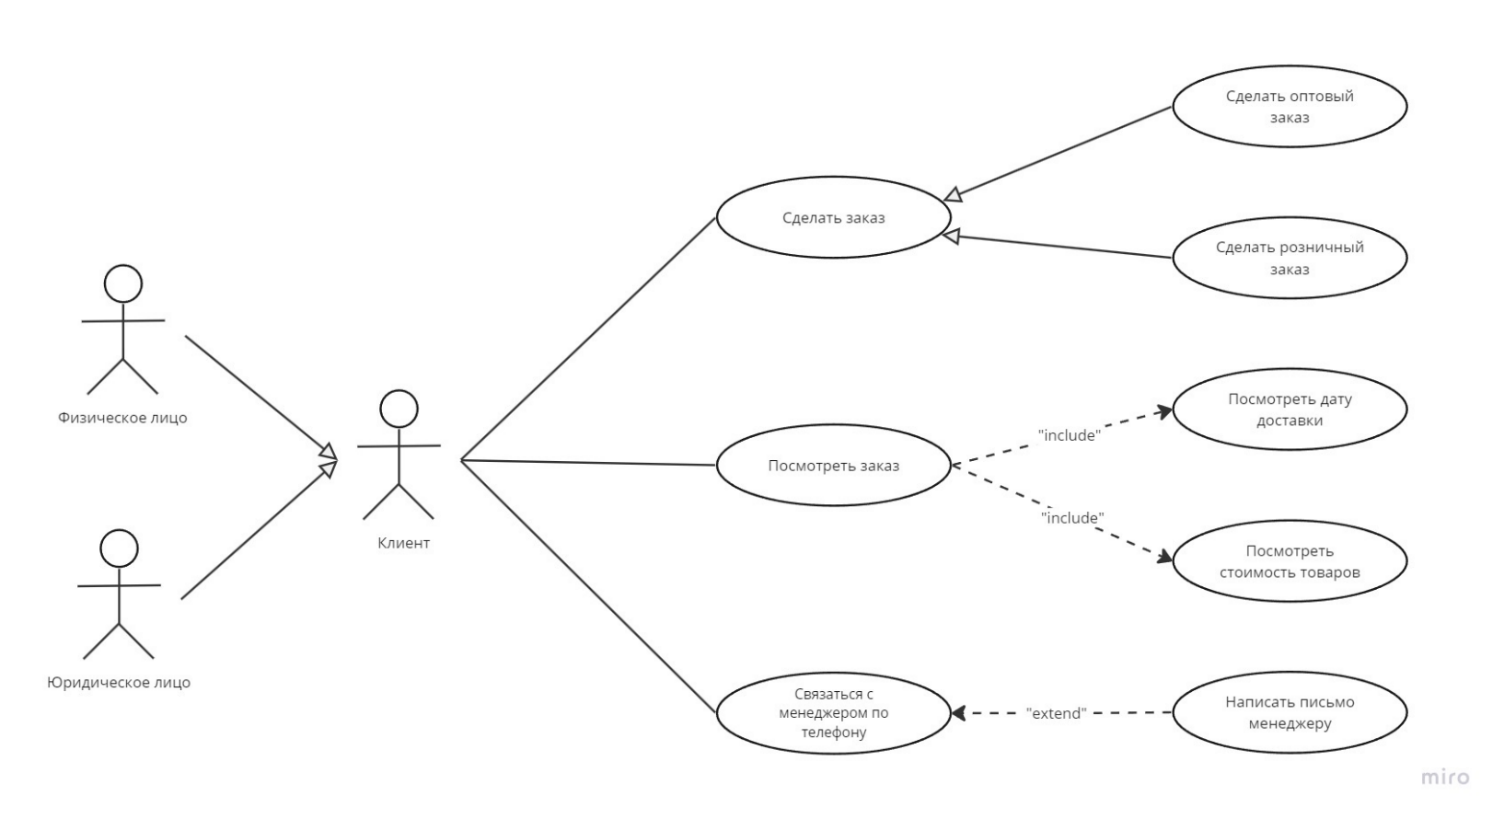 Сделать оптовый
заказ
Сделать заказ
Сделать розничный
заказ
Физическое лицо
Посмотреть дату
доставки
"include"
Посмотреть заказ
"include"
Клиент
Посмотреть
стоимость товаров
Юридическое лицо
Связаться с
менеджером по
телефону
"extend"
Написать письмо
менеджеру
miro